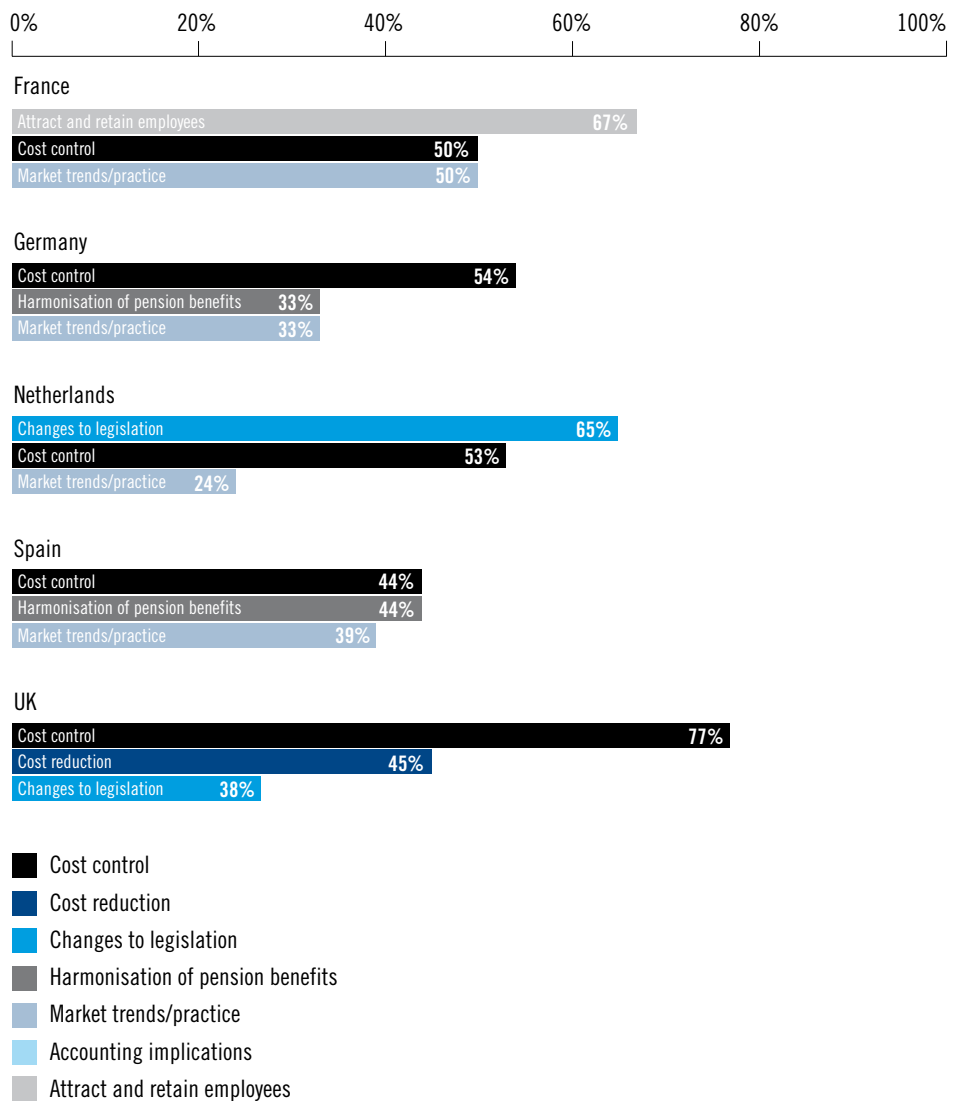 0% 20% 40% 60% 80% 100%
France
Attract and retain employees 67%
Cost control 50%
Market trends/practice 50%
Germany
Cost control 54%
Harmonisation of pension benefits 33%
Market trends/practice 33%
Netherlands
Changes to legislation 65%
Cost control 53%
Market trends/practice 24%
Spain
Cost control 44%
Harmonisation of pension benefits 44%
Market trends/practice 39%
UK
Cost control 77%
Cost reduction 45%
Changes to legislation 38%
Cost control
Cost reduction
Changes to legislation
Harmonisation of pension benefits
Market trends/practice
Accounting implications
Attract and retain employees